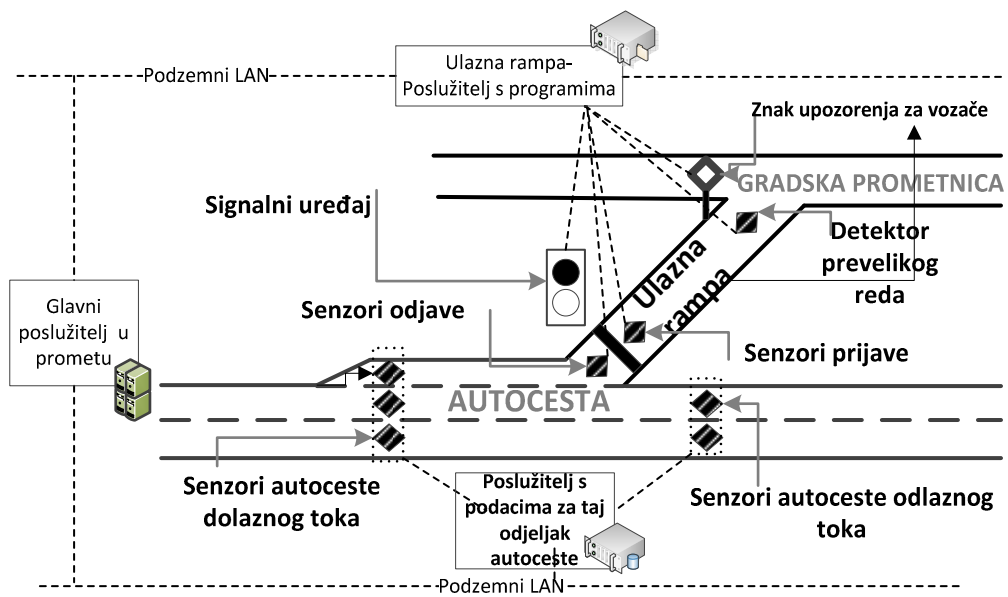 Podzemni LAN
Ulazna rampa-
Poslužitelj s programima
Znak upozorenja za vozače
GRADSKA PROMETNICA
Signalni uređaj
Detektor
prevelikog
reda
Ulazna
rampa
Glavni
poslužitelj u
prometu
Senzori odjave
Senzori prijave
AUTOCESTA
Senzori autoceste
dolaznog toka
Poslužitelj s
podacima za taj
odjeljak
autoceste
Senzori autoceste odlaznog
toka
Podzemni LAN